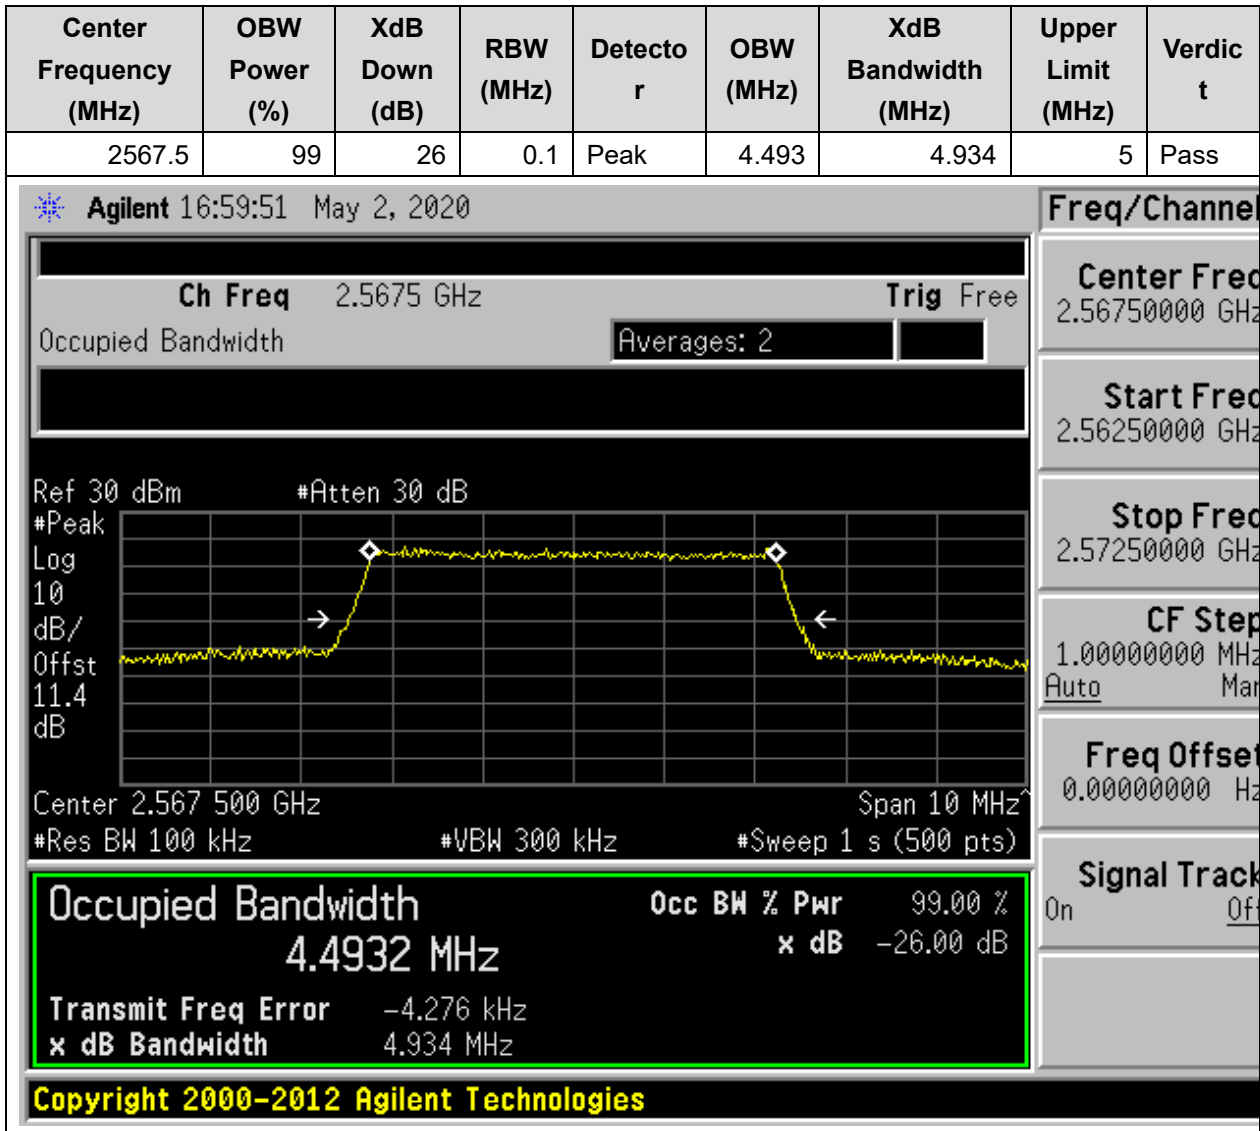 Center Frequency (MHz) OBW Power (%) XdB Down (dB) RBW (MHz) Detecto r OBW (MHz) XdB Bandwidth (MHz) Upper Limit (MHz) Verdic t
2567.5 99 26 0.1 Peak 4.493 4.934 5 Pass
Agilent 16:59:51 May 2, 2020
Freq/Channel
Ch Freq 2.5675 GHz Trig Free
Occupied Bandwidth Averages: 2
Center Freq
2.56750000 GHz
Start Freq
2.56250000 GHz
Stop Freq
2.57250000 GHz
CF Step
1.00000000 MHz
Auto Man
Freq Offset
0.00000000 Hz
Signal Track
On Off
Ref 30 dBm #Atten 30 dB
#Peak
Log
10
dB/
Offst
11.4
dB
Center 2.567 500 GHz Span 10 MHz^
#Res BW 100 kHz #VBW 300 kHz #Sweep 1 s (500 pts)
Occupied Bandwidth Occ BW % Pwr 99.00 %
4.4932 MHz x dB -26.00 dB
Transmit Freq Error -4.276 kHz
x dB Bandwidth 4.934 MHz
Copyright 2000-2012 Agilent Technologies